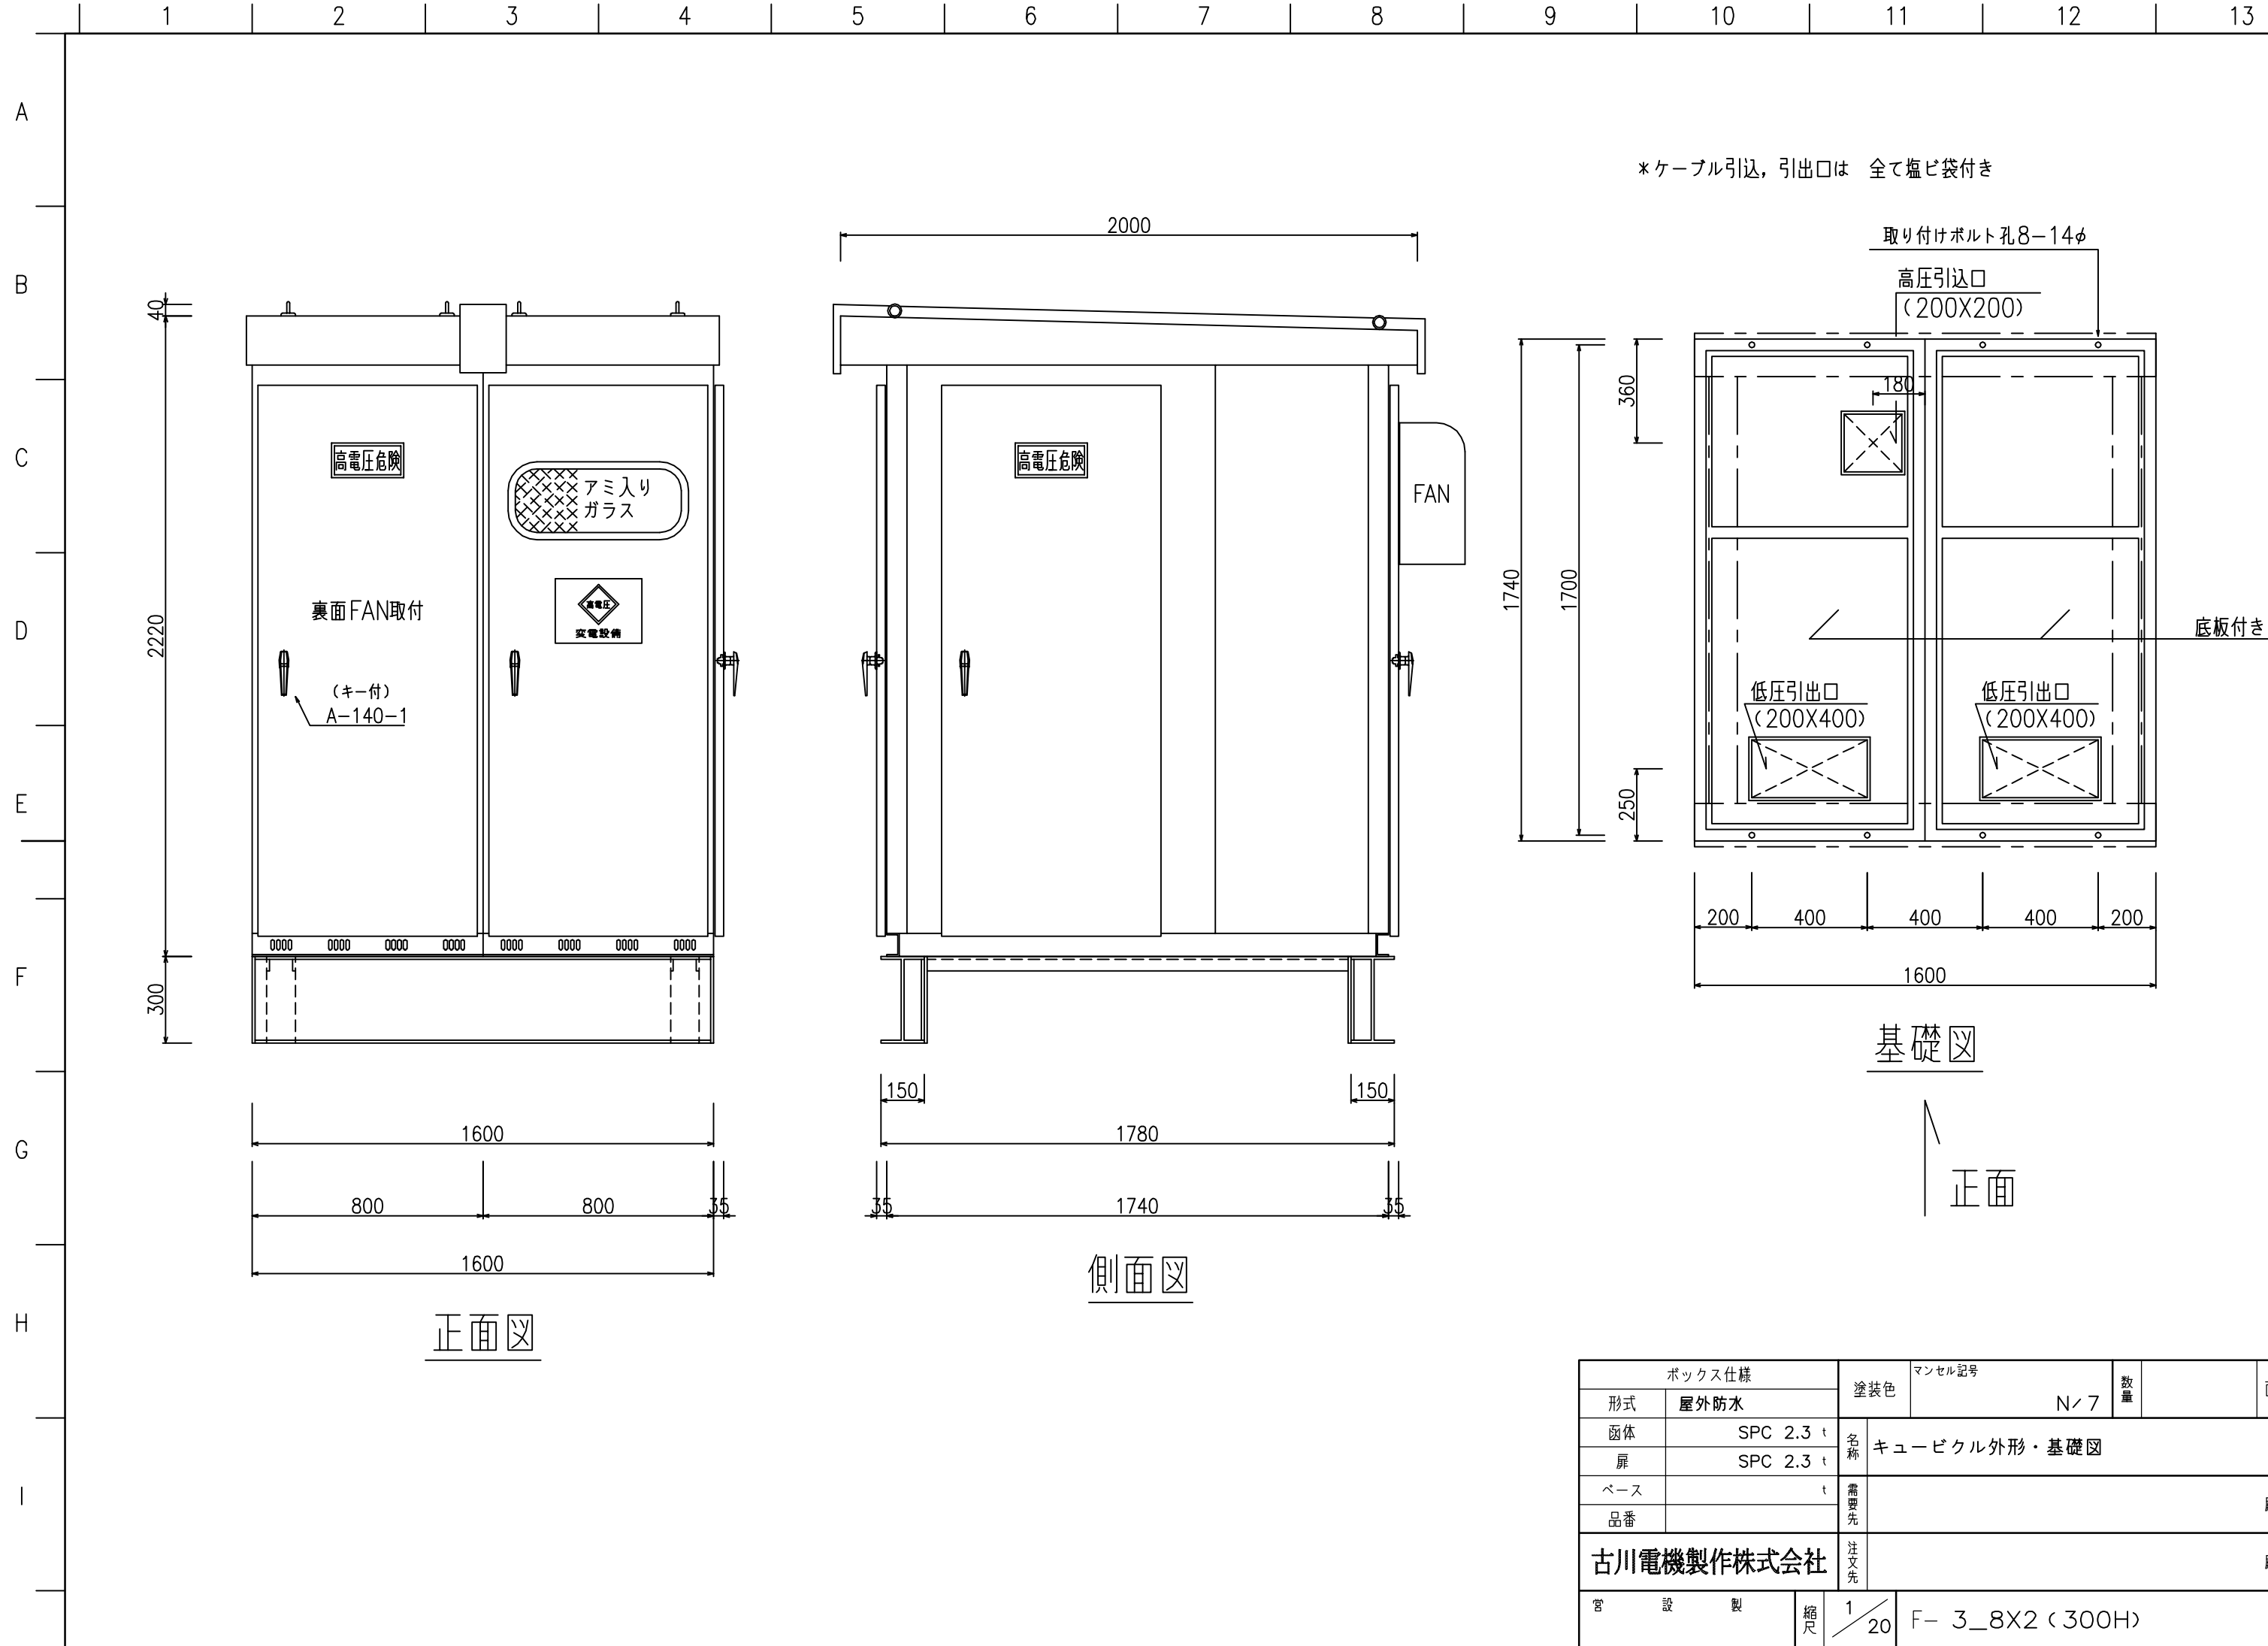 1 2 3 4 5 6 7 8 9 10 11 12 13
A
B
C
D
E
F
G
H
I
*ケーブル引込，引出口は 全て塩ビ袋付き
40
2220
300
高電圧危険
アミ入り
ガラス
裏面FAN取付
高電圧
変電設備
(キー付)
A-140-1
1600
800 800 35
1600
正面図
2000
高電圧危険
FAN
150 150
1780
35 1740 35
側面図
取り付けボルト孔8-14φ
高圧引込口
(200X200)
180
360
1740
1700
250
底板付き
低圧引出口
(200X400)
低圧引出口
(200X400)
200 400 400 400 200
1600
基礎図
正面
ボックス仕様
形式 屋外防水
函体 SPC 2.3 t
扉 SPC 2.3 t
ベース t
品番
古川電機製作株式会社
営 設 製
塗装色
マンセル記号
N/7
数量
名称
キュービクル外形・基礎図
需要先
注文先
縮尺
1/20
F- 3_8X2(300H)